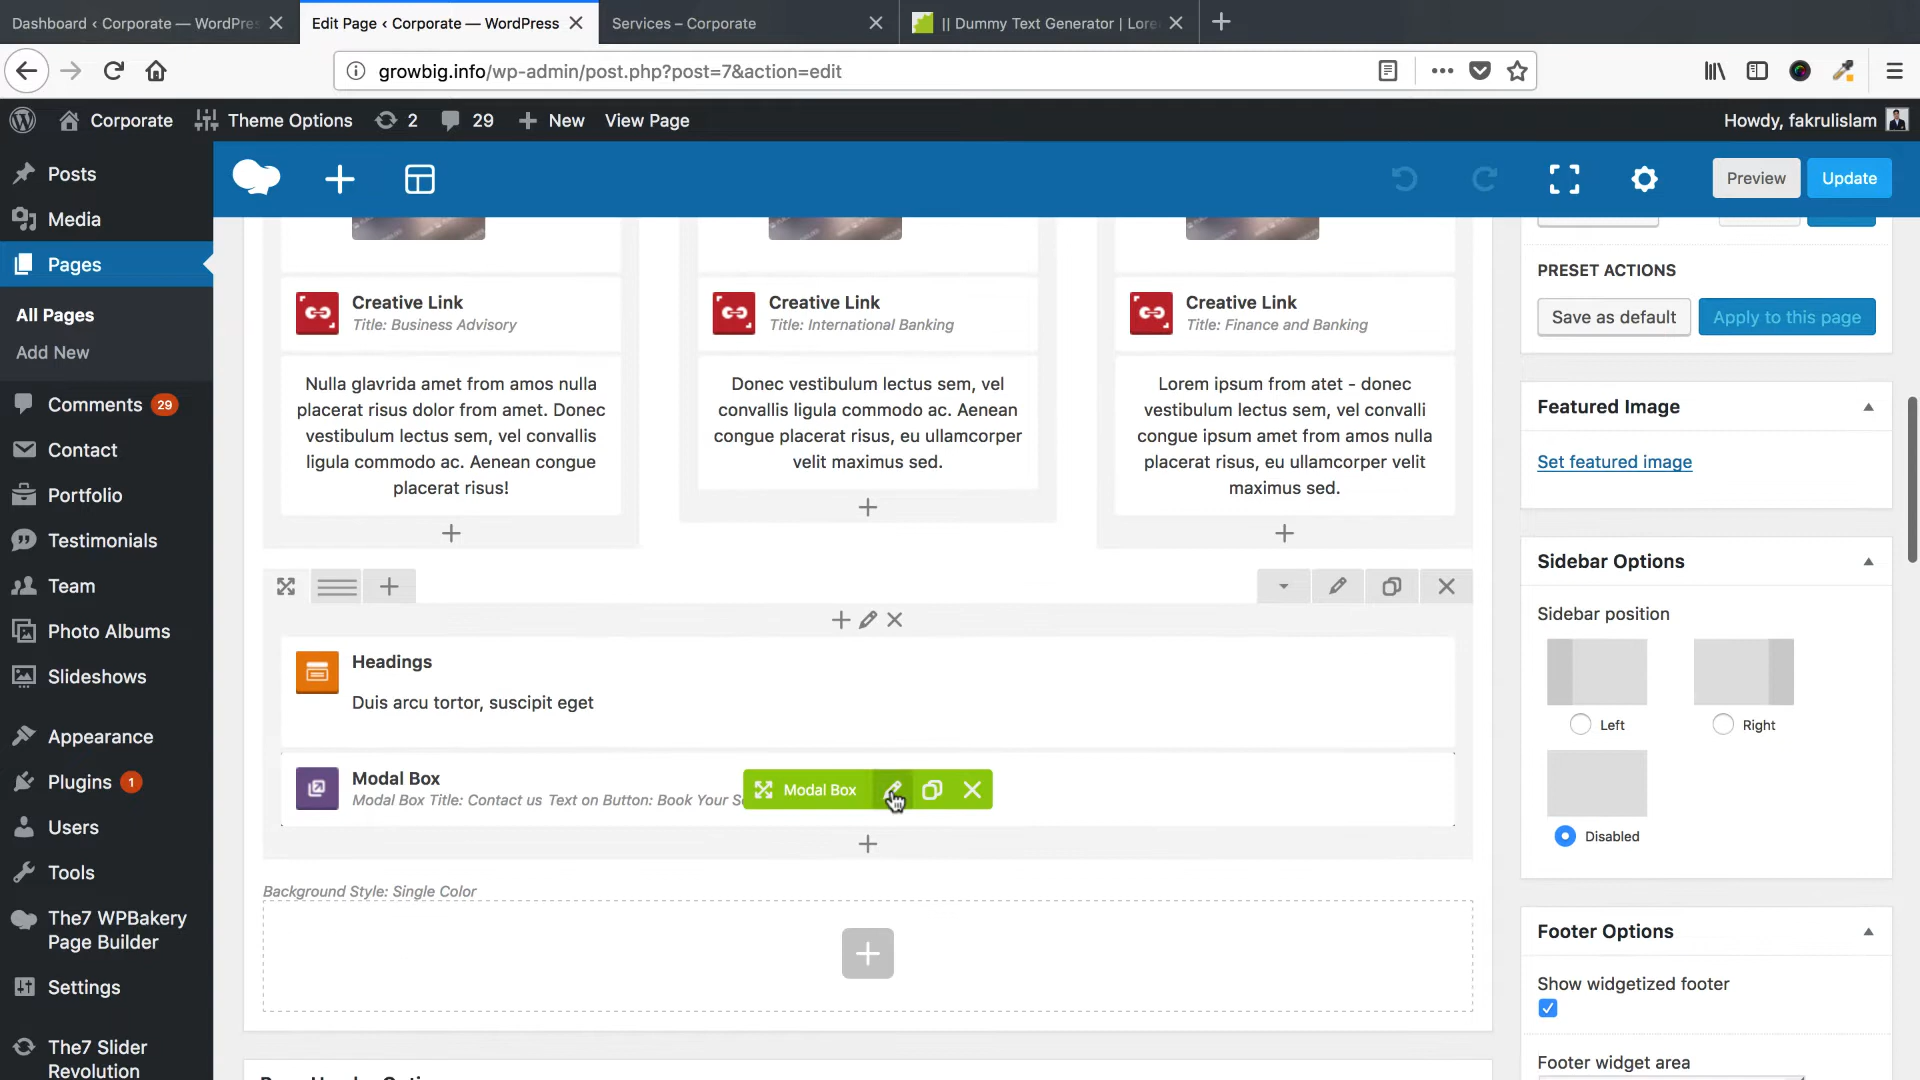 Dashboard ‹ Corporate — WordPre
Edit Page ‹ Corporate — WordPress
Services – Corporate
|| Dummy Text Generator | Lore
growbig.info/wp-admin/post.php?post=7&action=edit
Corporate
Theme Options
2
29
New
View Page
Howdy, fakrulislam
Posts
Media
Pages
All Pages
Add New
Comments 29
Contact
Portfolio
Testimonials
Team
Photo Albums
Slideshows
Appearance
Plugins 1
Users
Tools
The7 WPBakery
Page Builder
Settings
The7 Slider
Revolution
Preview
Update
Creative Link
Title: Business Advisory
Nulla glavrida amet from amos nulla
placerat risus dolor from amet. Donec
vestibulum lectus sem, vel convallis
ligula commodo ac. Aenean congue
placerat risus!
Creative Link
Title: International Banking
Donec vestibulum lectus sem, vel
convallis ligula commodo ac. Aenean
congue placerat risus, eu ullamcorper
velit maximus sed.
Creative Link
Title: Finance and Banking
Lorem ipsum from atet - donec
vestibulum lectus sem, vel convalli
congue ipsum amet from amos nulla
placerat risus, eu ullamcorper velit
maximus sed.
Headings
Duis arcu tortor, suscipit eget
Modal Box
Modal Box Title: Contact us Text on Button: Book Your
Modal Box
Background Style: Single Color
PRESET ACTIONS
Save as default
Apply to this page
Featured Image
Set featured image
Sidebar Options
Sidebar position
Left
Right
Disabled
Footer Options
Show widgetized footer
Footer widget area